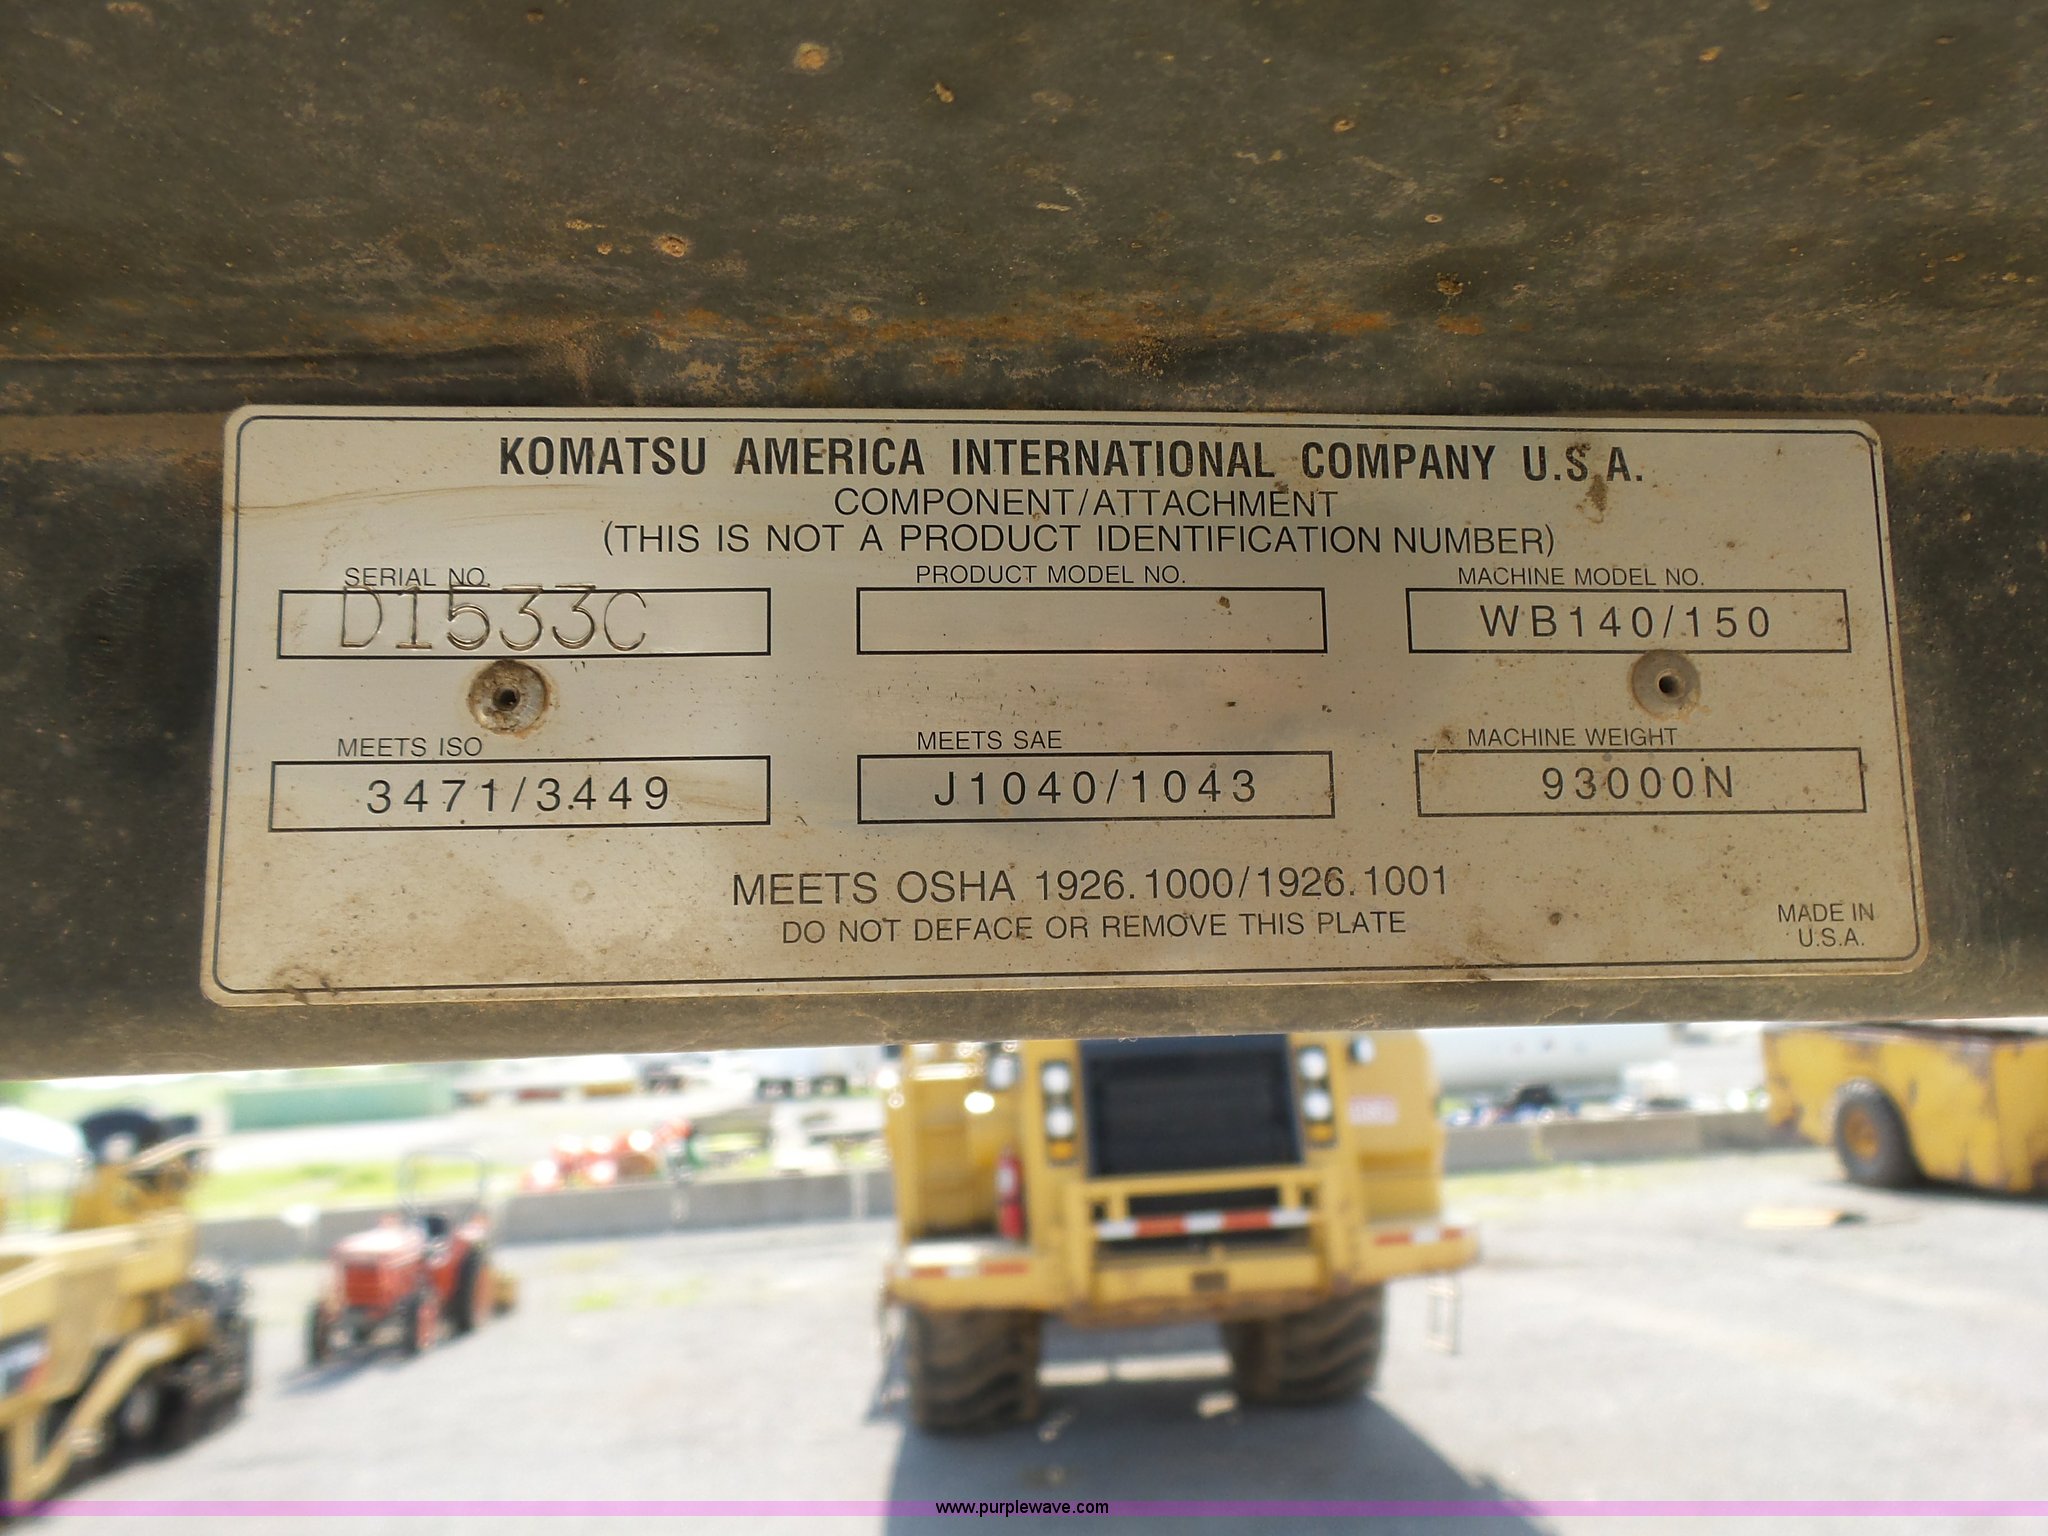 KOMATSU AMERICA INTERNATIONAL COMPANY U.S.A.
COMPONENT/ATTACHMENT
(THIS IS NOT A PRODUCT IDENTIFICATION NUMBER)
SERIAL NO. PRODUCT MODEL NO. MACHINE MODEL NO.
D1533C WB140/150
MEETS ISO MEETS SAE MACHINE WEIGHT
3471/3449 J1040/1043 93000N
MEETS OSHA 1926.1000/1926.1001
DO NOT DEFACE OR REMOVE THIS PLATE
MADE IN
U.S.A.
www.purplewave.com